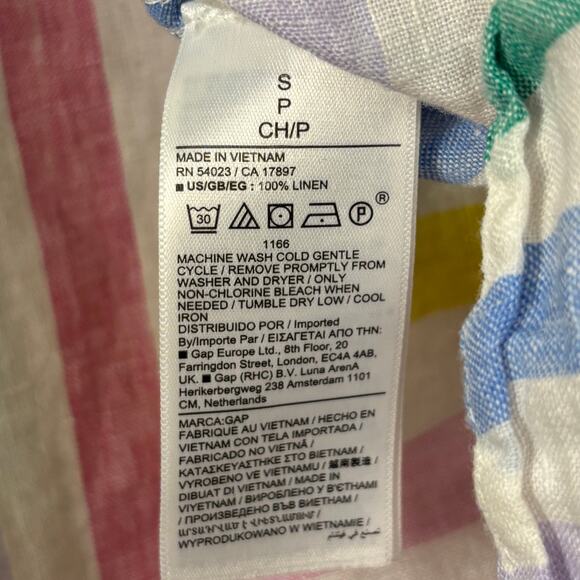 S
P
CH/P
MADE IN VIETNAM
RN 54023 / CA 17897
US/GB/EG : 100% LINEN
30 P ®
1166
MACHINE WASH COLD GENTLE
CYCLE / REMOVE PROMPTLY FROM
WASHER AND DRYER / ONLY
NON-CHLORINE BLEACH WHEN
NEEDED / TUMBLE DRY LOW / COOL
IRON
DISTRIBUIDO POR / Imported
By/Importe Par / ΕΙΣΑΓΕΤΑΙ ΑΠΟ ΤΗΝ:
Gap Europe Ltd., 8th Floor, 20
Farringdon Street, London, EC4A 4AB,
UK. Gap (RHC) B.V. Luna ArenA
Herikerbergweg 238 Amsterdam 1101
CM, Netherlands
MARCA:GAP
FABRIQUE AU VIETNAM / HECHO EN
VIETNAM CON TELA IMPORTADA /
FABRICADO NO VIETNÃ /
ΚΑΤΑΣΚΕΥΑΣΤΗΚΕ ΣΤΟ ΒΙΕΤΝΑΜ /
VYROBENO VE VIETNAMU / 越南製造 /
DIBUAT DI VIETNAM / MADE IN
VIYETNAM / ВИРОБЛЕНО У В'ЄТНАМІ
/ ПРОИЗВЕДЕНО ВЪВ ВИЕТНАМ /
WYPRODUKOWANO W WIETNAMIE / صنع في فيتنام